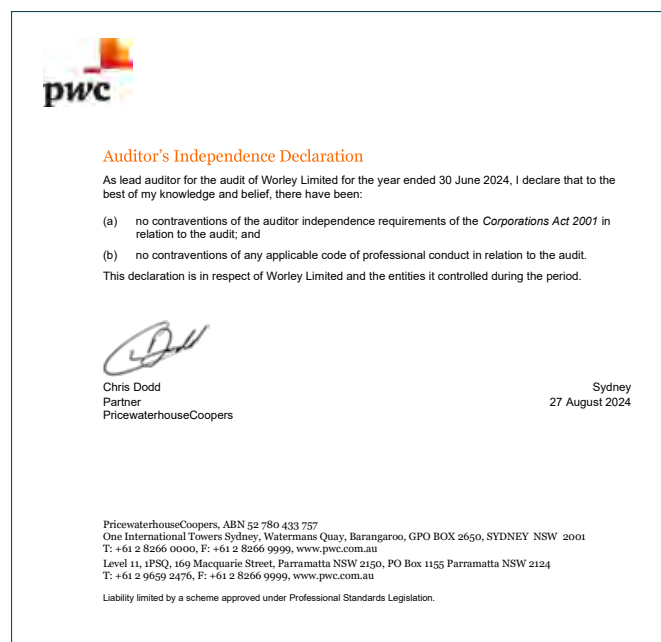 pwc
Auditor's Independence Declaration
As lead auditor for the audit of Worley Limited for the year ended 30 June 2024, I declare that to the
best of my knowledge and belief, there have been:
(a) no contraventions of the auditor independence requirements of the Corporations Act 2001 in
relation to the audit; and
(b) no contraventions of any applicable code of professional conduct in relation to the audit.
This declaration is in respect of Worley Limited and the entities it controlled during the period.
CDodd
Chris Dodd
Sydney
Partner
27 August 2024
PricewaterhouseCoopers
PricewaterhouseCoopers, ABN 52 780 433 757
One International Towers Sydney, Watermans Quay, Barangaroo, GPO BOX 2650, SYDNEY NSW 2001
T: +61 2 8266 0000, F: +61 2 8266 9999, www.pwc.com.au
Level 11, 1PSQ, 169 Macquarie Street, Parramatta NSW 2150, PO Box 1155 Parramatta NSW 2124
T: +61 2 9659 2476, F: +61 2 8266 9999, www.pwc.com.au
Liability limited by a scheme approved under Professional Standards Legislation.